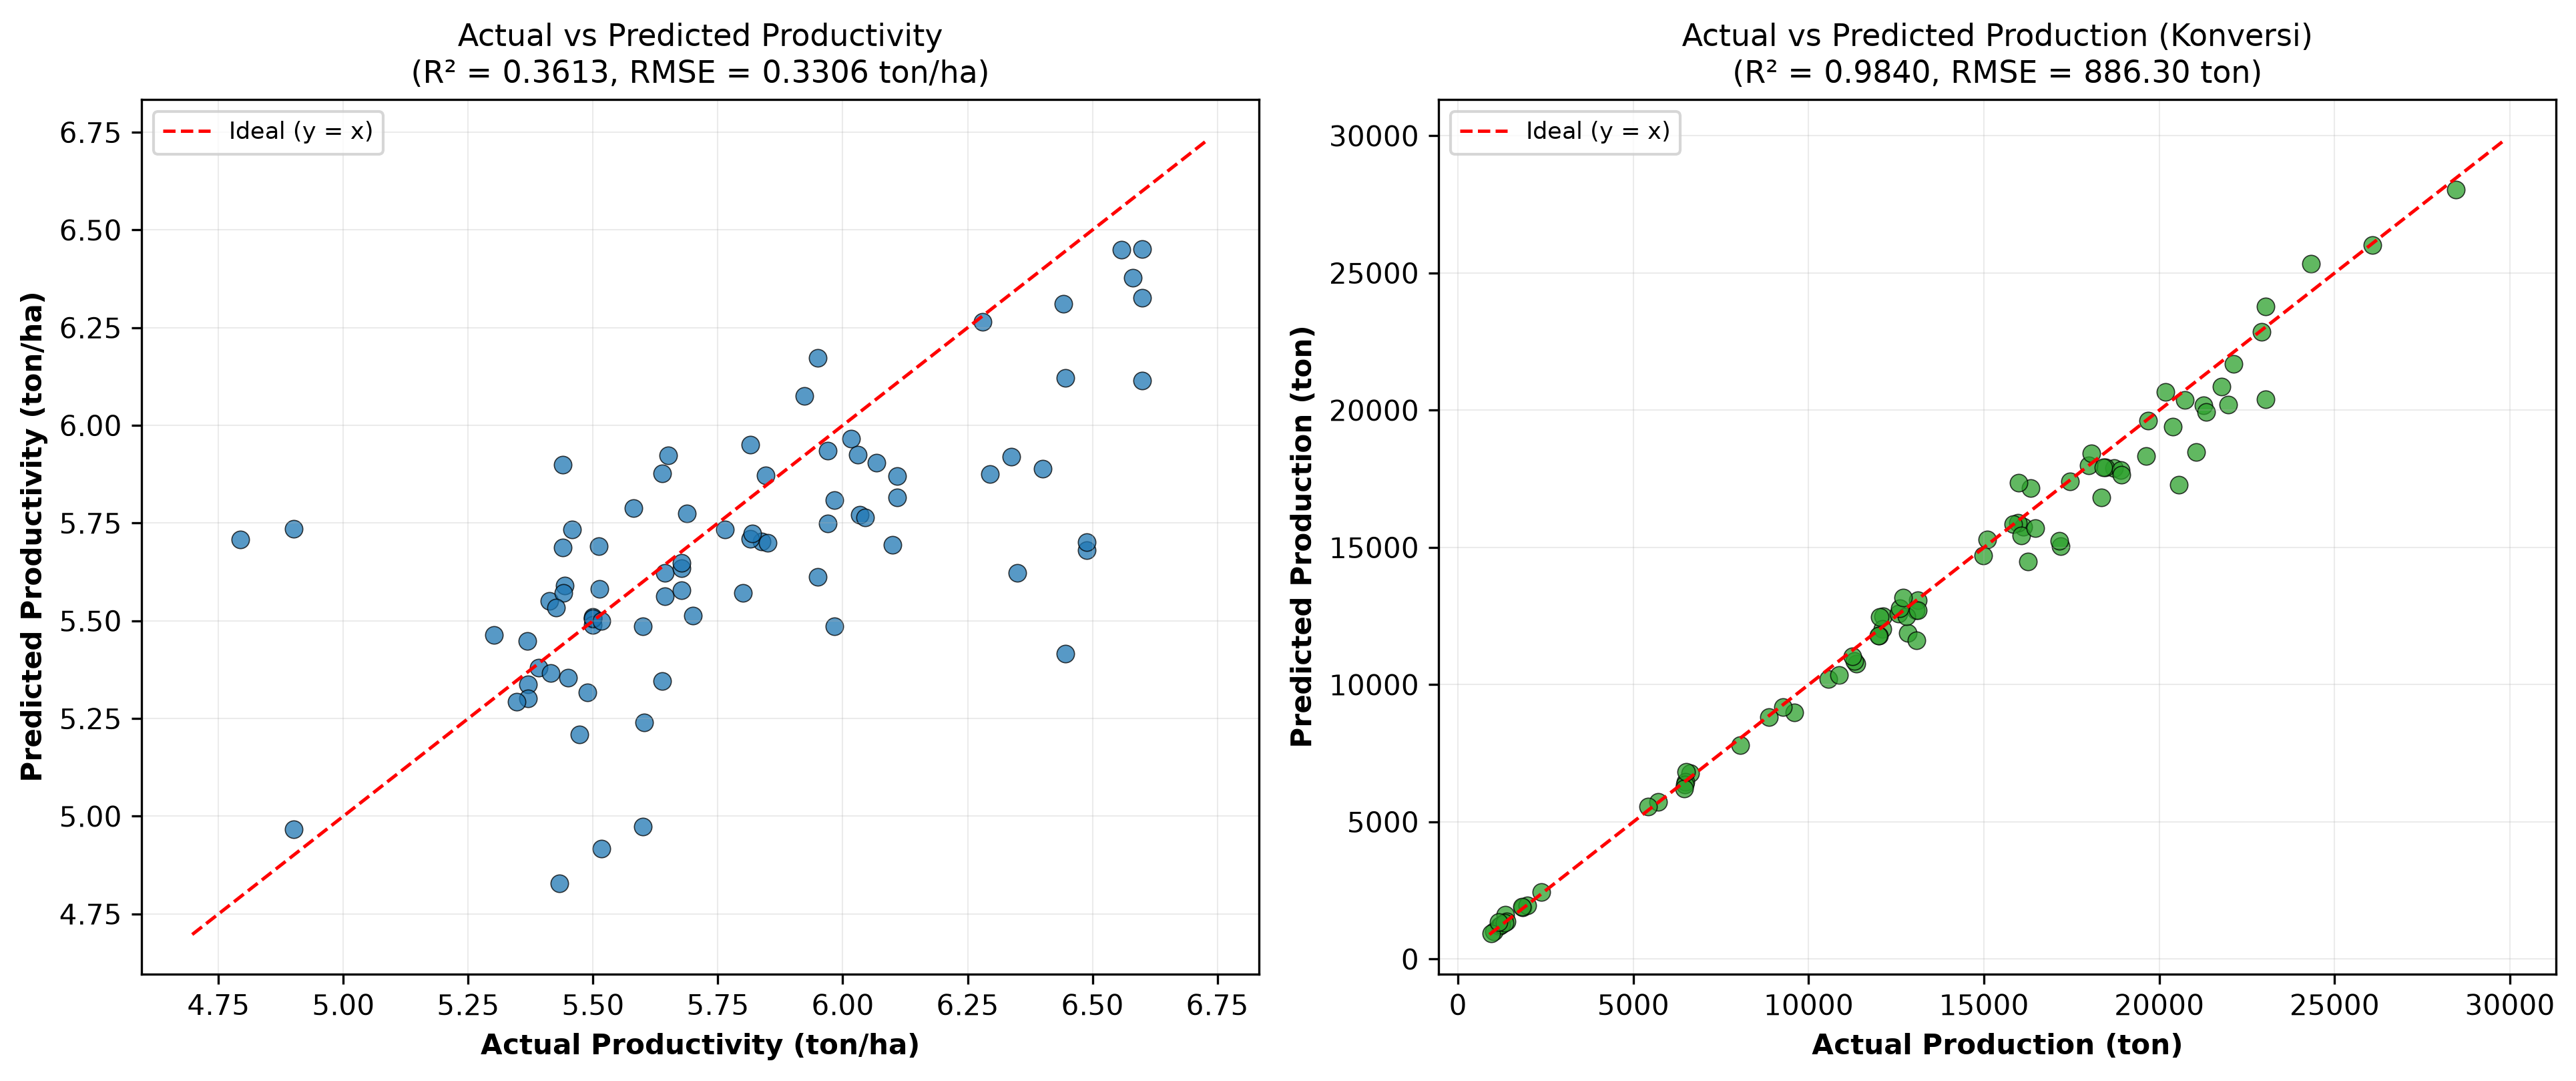 Actual vs Predicted Productivity
(R² = 0.3613, RMSE = 0.3306 ton/ha)
Ideal (y = x)
6.75
6.50
6.25
6.00
5.75
5.50
5.25
5.00
4.75
Predicted Productivity (ton/ha)
4.75 5.00 5.25 5.50 5.75 6.00 6.25 6.50 6.75
Actual Productivity (ton/ha)
Actual vs Predicted Production (Konversi)
(R² = 0.9840, RMSE = 886.30 ton)
Ideal (y = x)
30000
25000
20000
15000
10000
5000
0
Predicted Production (ton)
0 5000 10000 15000 20000 25000 30000
Actual Production (ton)